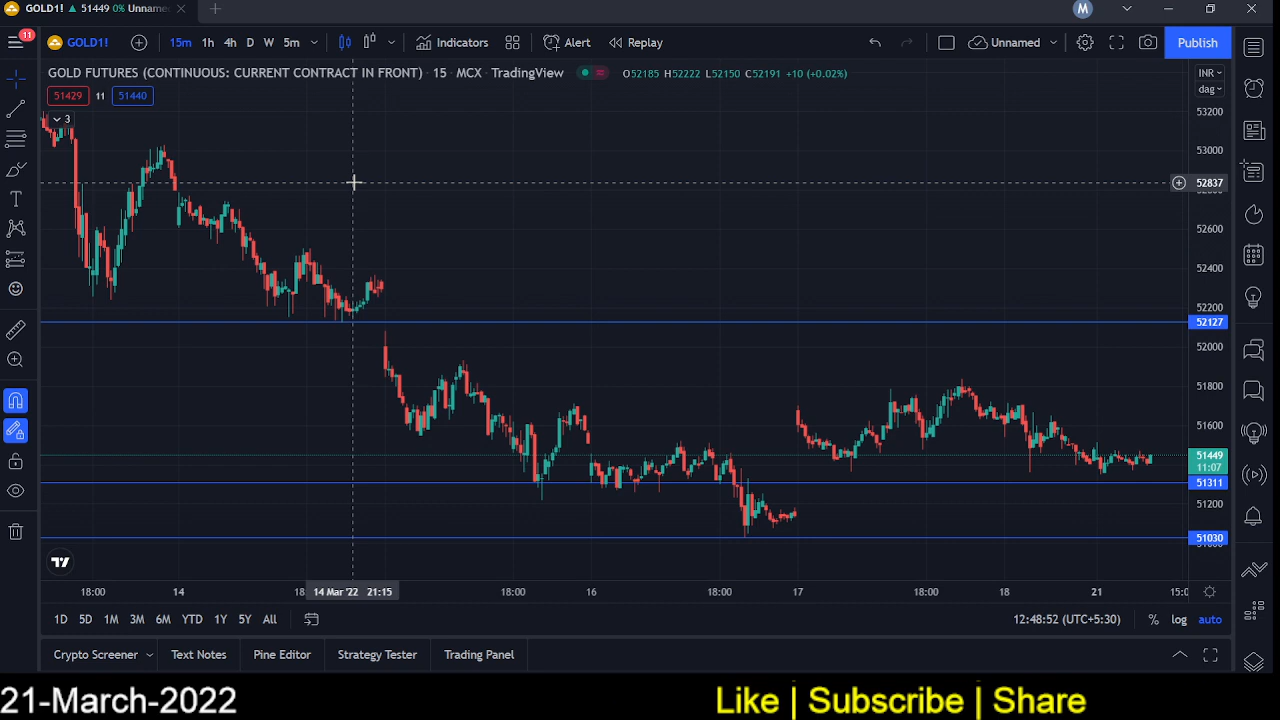 GOLD1! ▲ 51449 0% Unname
M
11
GOLD1!
15m 1h 4h D W 5m
Indicators
Alert
Replay
Unnamed
Publish
GOLD FUTURES (CONTINUOUS: CURRENT CONTRACT IN FRONT) · 15 · MCX · TradingView
O52185 H52222 L52150 C52191 +10 (+0.02%)
INR
dag
51429 11 51440
3
53200
53000
52837
52600
52400
52200
52127
52000
51800
51600
51449
11:07
51311
51200
51030
18:00 14 18 14 Mar '22 21:15 18:00 16 18:00 17 18:00 18 21 15:0
1D 5D 1M 3M 6M YTD 1Y 5Y All
12:48:52 (UTC+5:30) % log auto
Crypto Screener Text Notes Pine Editor Strategy Tester Trading Panel
21-March-2022
Like | Subscribe | Share